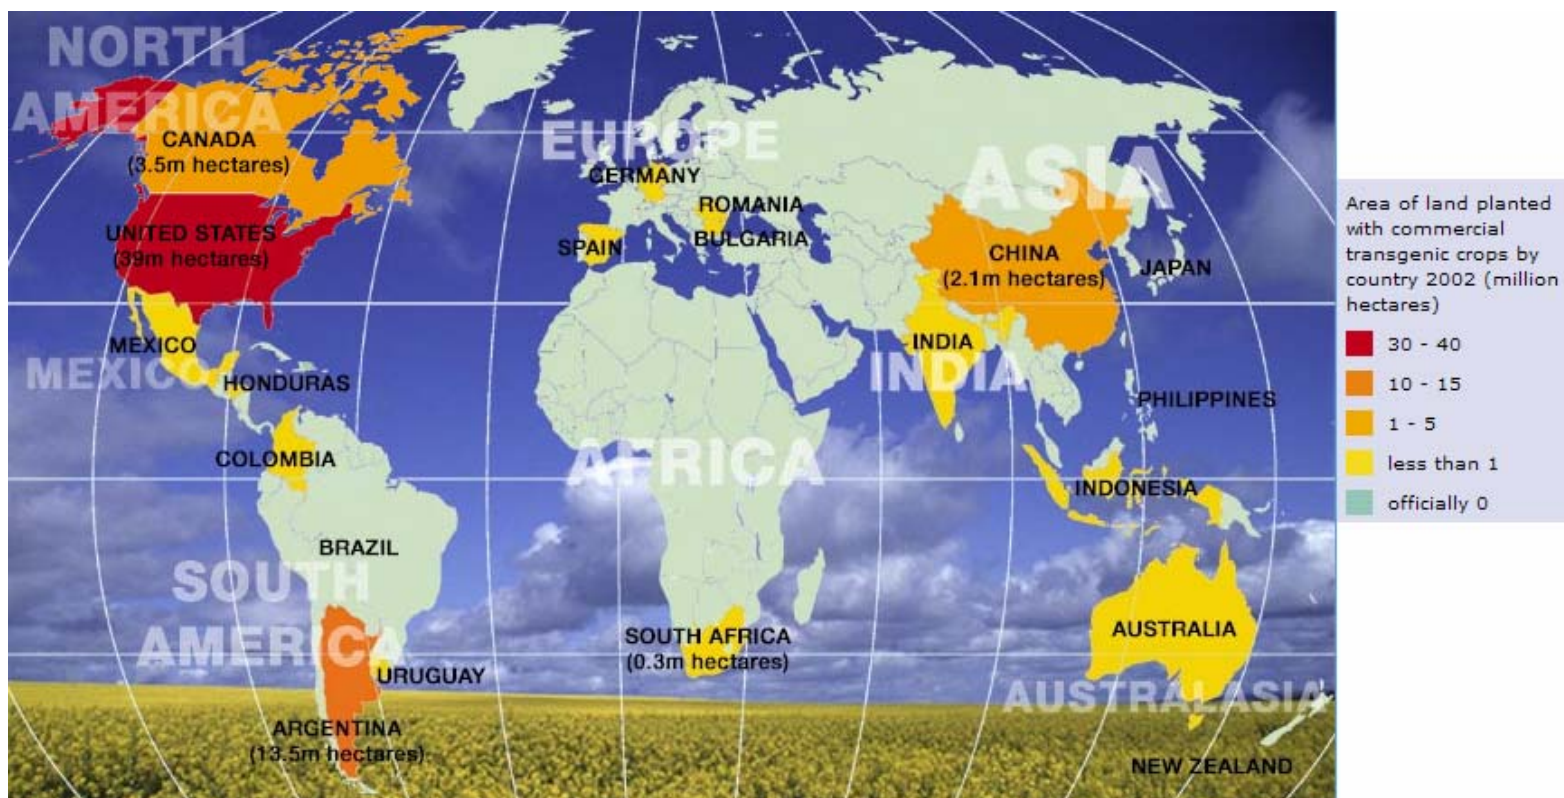 NORTH
AMERICA
CANADA
(3.5m hectares)
UNITED STATES
(39m hectares)
MEXICO
MEXICO
HONDURAS
COLOMBIA
BRAZIL
SOUTH
AMERICA
URUGUAY
ARGENTINA
(13.5m hectares)
EUROPE
GERMANY
ROMANIA
BULGARIA
SPAIN
AFRICA
SOUTH AFRICA
(0.3m hectares)
ASIA
CHINA
(2.1m hectares)
JAPAN
INDIA
INDIA
PHILIPPINES
INDONESIA
AUSTRALIA
AUSTRALASIA
NEW ZEALAND
Area of land planted
with commercial
transgenic crops by
country 2002 (million
hectares)
30 - 40
10 - 15
1 - 5
less than 1
officially 0